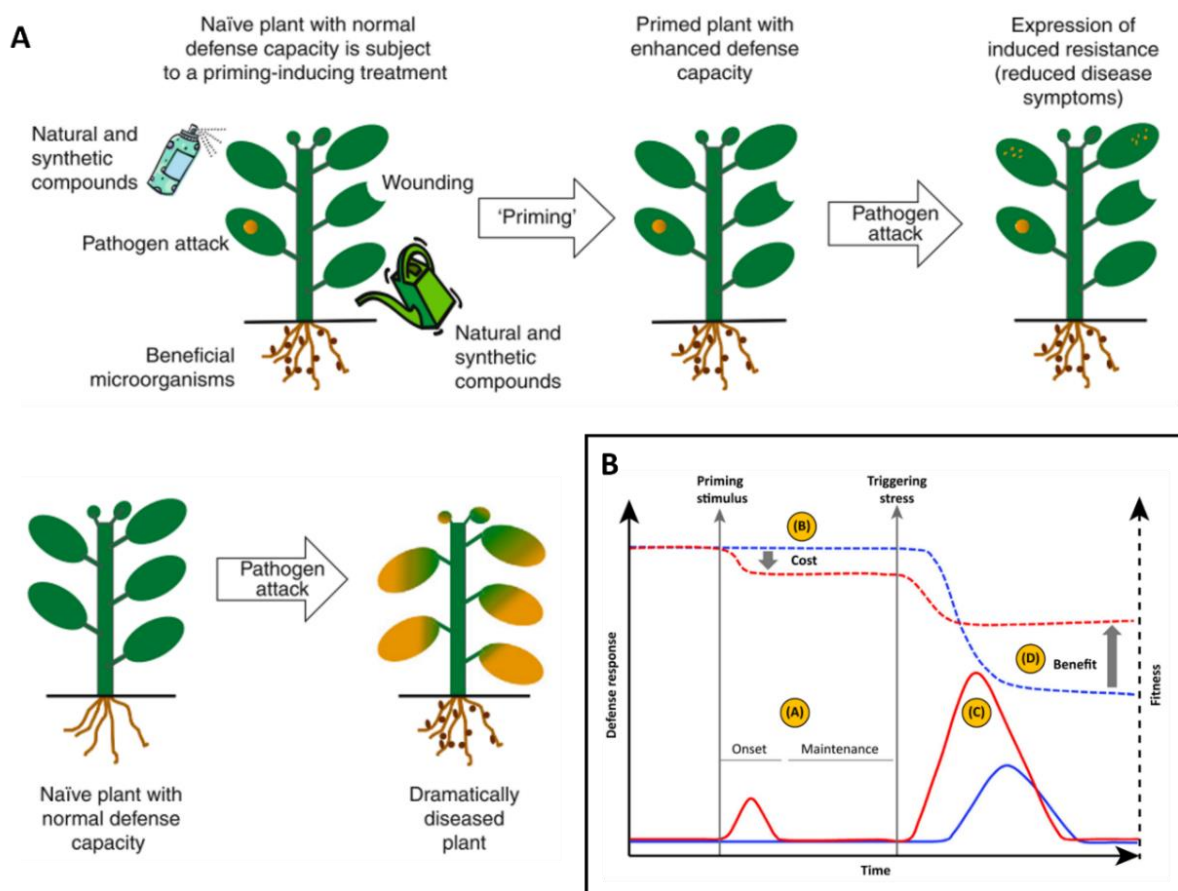 A
Naïve plant with normal
defense capacity is subject
to a priming-inducing treatment
Primed plant with
enhanced defense
capacity
Expression of
induced resistance
(reduced disease
symptoms)
Natural and
synthetic
compounds
Wounding
Pathogen attack
‘Priming’
Pathogen
attack
Beneficial
microorganisms
Natural and
synthetic
compounds
Pathogen
attack
Naïve plant with
normal defense
capacity
Dramatically
diseased
plant
B
Priming
stimulus
Triggering
stress
(B)
Cost
(D)
Benefit
(A)
(C)
Onset
Maintenance
Defense response
Fitness
Time